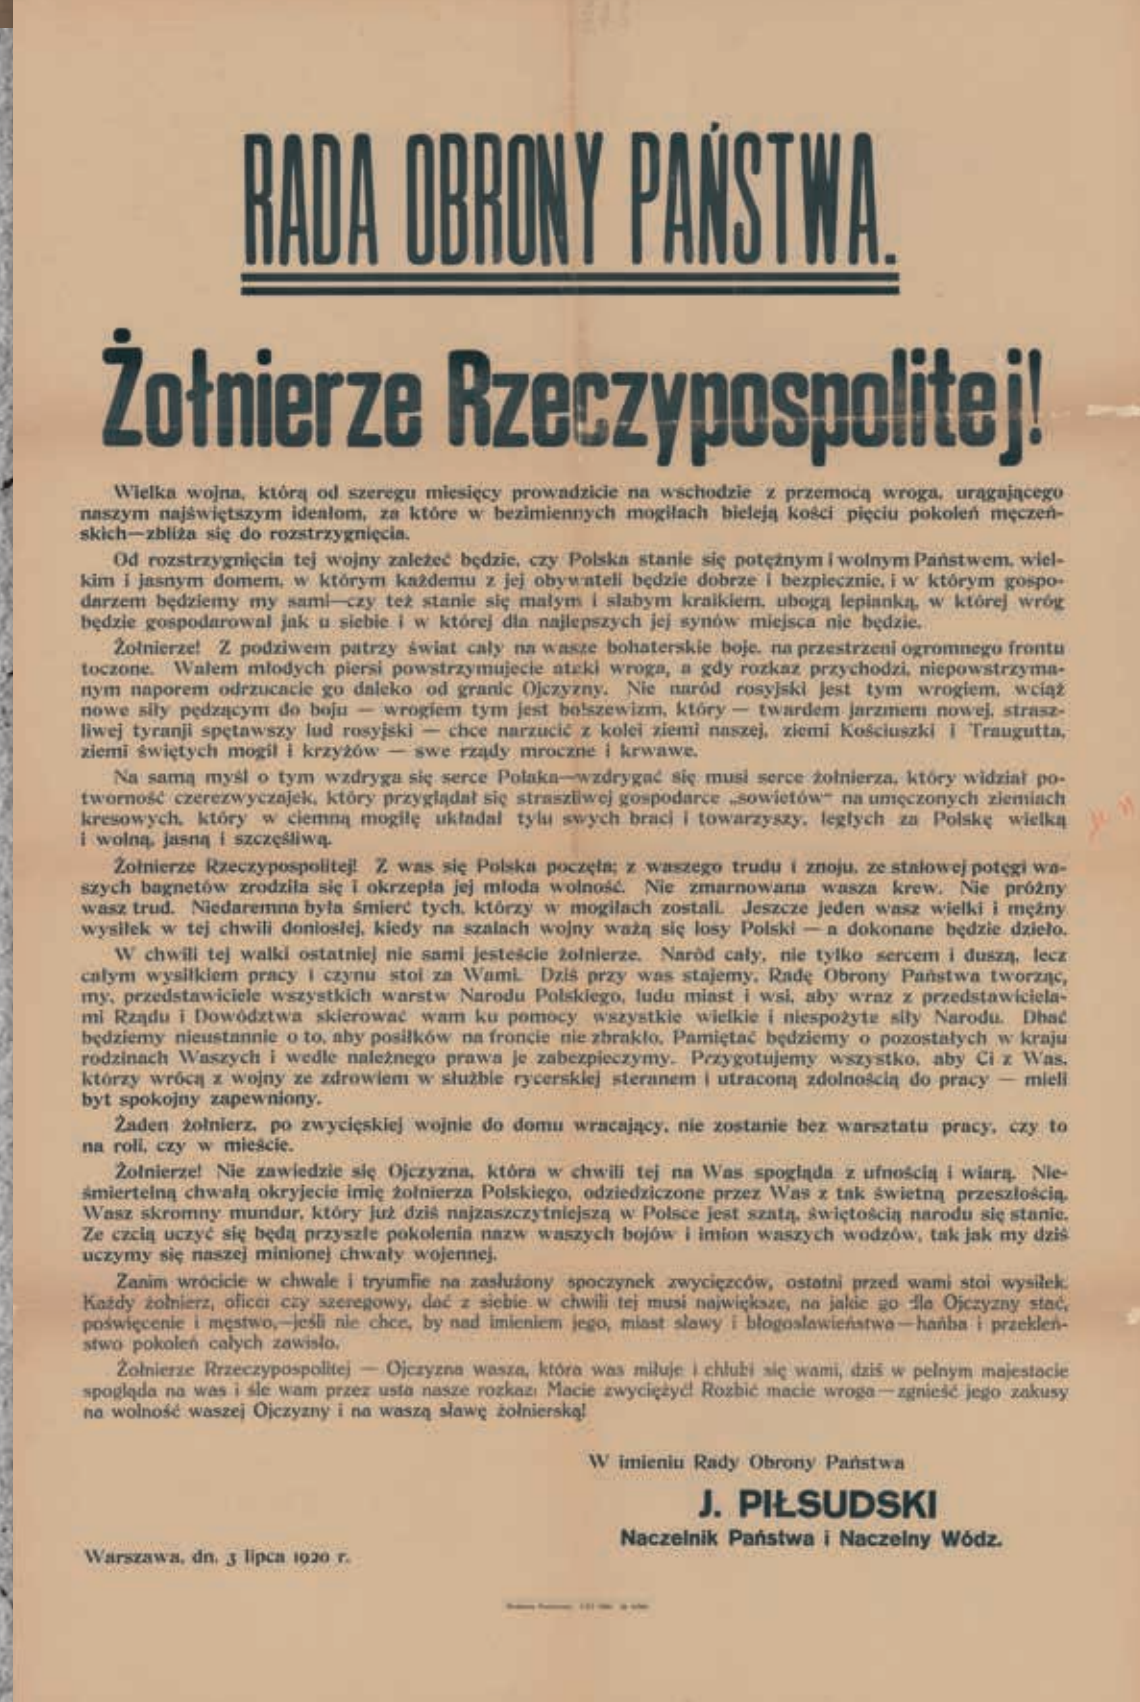 RADA OBRONY PAŃSTWA.
Żołnierze Rzeczypospolitej!
Wielka wojna, którą od szeregu miesięcy prowadzicie na wschodzie z przemocą wroga, urągającego
naszym najświętszym ideałom, za które w bezimiennych mogiłach bieleją kości pięciu pokoleń męczeń-
skich—zbliża się do rozstrzygnięcia.
Od rozstrzygnięcia tej wojny zależeć będzie, czy Polska stanie się potężnym i wolnym Państwem, wiel-
kim i jasnym domem, w którym każdemu z jej obywateli będzie dobrze i bezpiecznie, i w którym gospo-
darzem będziemy my sami—czy też stanie się małym i słabym kraikiem, ubogą lepianką, w której wróg
będzie gospodarował jak u siebie i w której dla najlepszych jej synów miejsca nie będzie.
Żołnierze! Z podziwem patrzy świat cały na wasze bohaterskie boje, na przestrzeni ogromnego frontu
toczone. Wałem młodych piersi powstrzymujecie ataki wroga, a gdy rozkaz przychodzi, niepowstrzyma-
nym naporem odrzucacie go daleko od granic Ojczyzny. Nie naród rosyjski jest tym wrogiem, wciąż
nowe siły pędzącym do boju — wrogiem tym jest bolszewizm, który — twardem jarzmem nowej, strasz-
liwej tyranji spętawszy lud rosyjski — chce narzucić z kolei ziemi naszej, ziemi Kościuszki i Traugutta,
ziemi świętych mogił i krzyżów — swe rządy mroczne i krwawe.
Na samą myśl o tym wzdryga się serce Polaka—wzdrygać się musi serce żołnierza, który widział po-
tworność czerezwyczajek, który przyglądał się straszliwej gospodarce „sowietów“ na umęczonych ziemiach
kresowych, który w ciemną mogiłę układał tylu swych braci i towarzyszy, ległych za Polskę wielką
i wolną, jasną i szczęśliwą.
Żołnierze Rzeczypospolitej! Z was się Polska poczęła; z waszego trudu i znoju, ze stalowej potęgi wa-
szych bagnetów zrodziła się i okrzepła jej młoda wolność. Nie zmarnowana wasza krew. Nie próżny
wasz trud. Niedaremna była śmierć tych, którzy w mogiłach zostali. Jeszcze jeden wasz wielki i mężny
wysiłek w tej chwili doniosłej, kiedy na szalach wojny ważą się losy Polski — a dokonane będzie dzieło.
W chwili tej walki ostatniej nie sami jesteście żołnierze. Naród cały, nie tylko sercem i duszą, lecz
całym wysiłkiem pracy i czynu stoi za Wami. Dziś przy was stajemy, Radę Obrony Państwa tworząc,
my, przedstawiciele wszystkich warstw Narodu Polskiego, ludu miast i wsi, aby wraz z przedstawiciela-
mi Rządu i Dowództwa skierować wam ku pomocy wszystkie wielkie i niespożyte siły Narodu. Dbać
będziemy nieustannie o to, aby posiłków na froncie nie zbrakło. Pamiętać będziemy o pozostałych w kraju
rodzinach Waszych i wedle należnego prawa je zabezpieczymy. Przygotujemy wszystko, aby Ci z Was,
którzy wrócą z wojny ze zdrowiem w służbie rycerskiej steranem i utraconą zdolnością do pracy — mieli
byt spokojny zapewniony.
Żaden żołnierz, po zwycięskiej wojnie do domu wracający, nie zostanie bez warsztatu pracy, czy to
na roli, czy w mieście.
Żołnierze! Nie zawiedzie się Ojczyzna, która w chwili tej na Was spogląda z ufnością i wiarą. Nie-
śmiertelną chwałą okryjecie imię żołnierza Polskiego, odziedziczone przez Was z tak świetną przeszłością.
Wasz skromny mundur, który już dziś najzaszczytniejszą w Polsce jest szatą, świętością narodu się stanie.
Ze czcią uczyć się będą przyszłe pokolenia nazw waszych bojów i imion waszych wodzów, tak jak my dziś
uczymy się naszej minionej chwały wojennej.
Zanim wrócicie w chwale i tryumfie na zasłużony spoczynek zwycięzców, ostatni przed wami stoi wysiłek.
Każdy żołnierz, oficer czy szeregowy, dać z siebie w chwili tej musi największe, na jakie go dla Ojczyzny stać,
poświęcenie i męstwo,—jeśli nie chce, by nad imieniem jego, miast sławy i błogosławieństwa—hańba i przekleń-
stwo pokoleń całych zawisło.
Żołnierze Rrzeczypospolitej — Ojczyzna wasza, która was miłuje i chlubi się wami, dziś w pełnym majestacie
spogląda na was i śle wam przez usta nasze rozkaz: Macie zwyciężyć! Rozbić macie wroga—zgnieść jego zakusy
na wolność waszej Ojczyzny i na waszą sławę żołnierską!
W imieniu Rady Obrony Państwa
J. PIŁSUDSKI
Naczelnik Państwa i Naczelny Wódz.
Warszawa, dn. 3 lipca 1920 r.